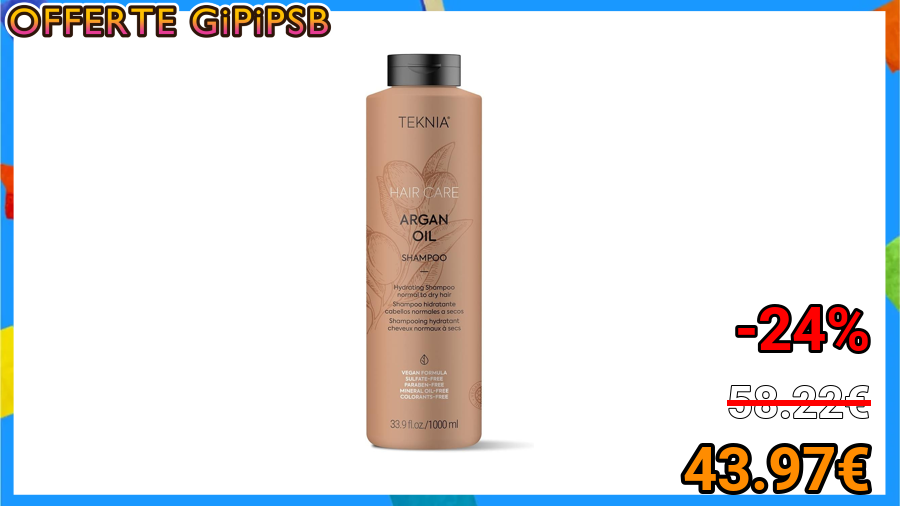 OFFERTE GiPiPSB
TEKNIA®
HAIR CARE
ARGAN
OIL
SHAMPOO
Hydrating Shampoo
normal to dry hair
Shampoo hidratante
cabellos normales a secos
Shampooing hydratant
cheveux normaux à secs
VEGAN FORMULA
SULFATE-FREE
PARABEN-FREE
MINERAL OIL-FREE
COLORANTS-FREE
33.9 fl.oz./1000 ml
-24%
58.22€
43.97€